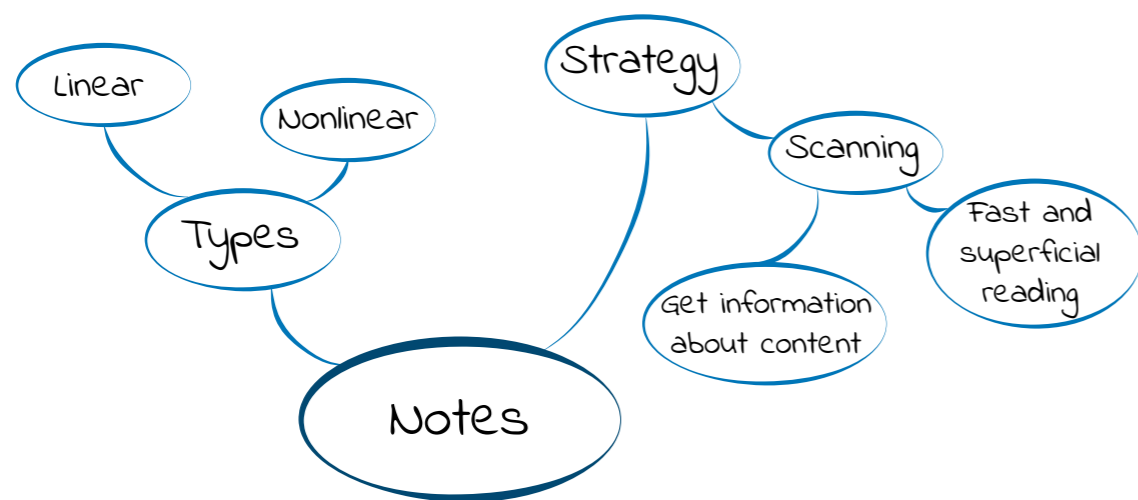 Linear
Nonlinear
Types
Strategy
Scanning
Fast and
superficial
reading
Get information
about content
Notes